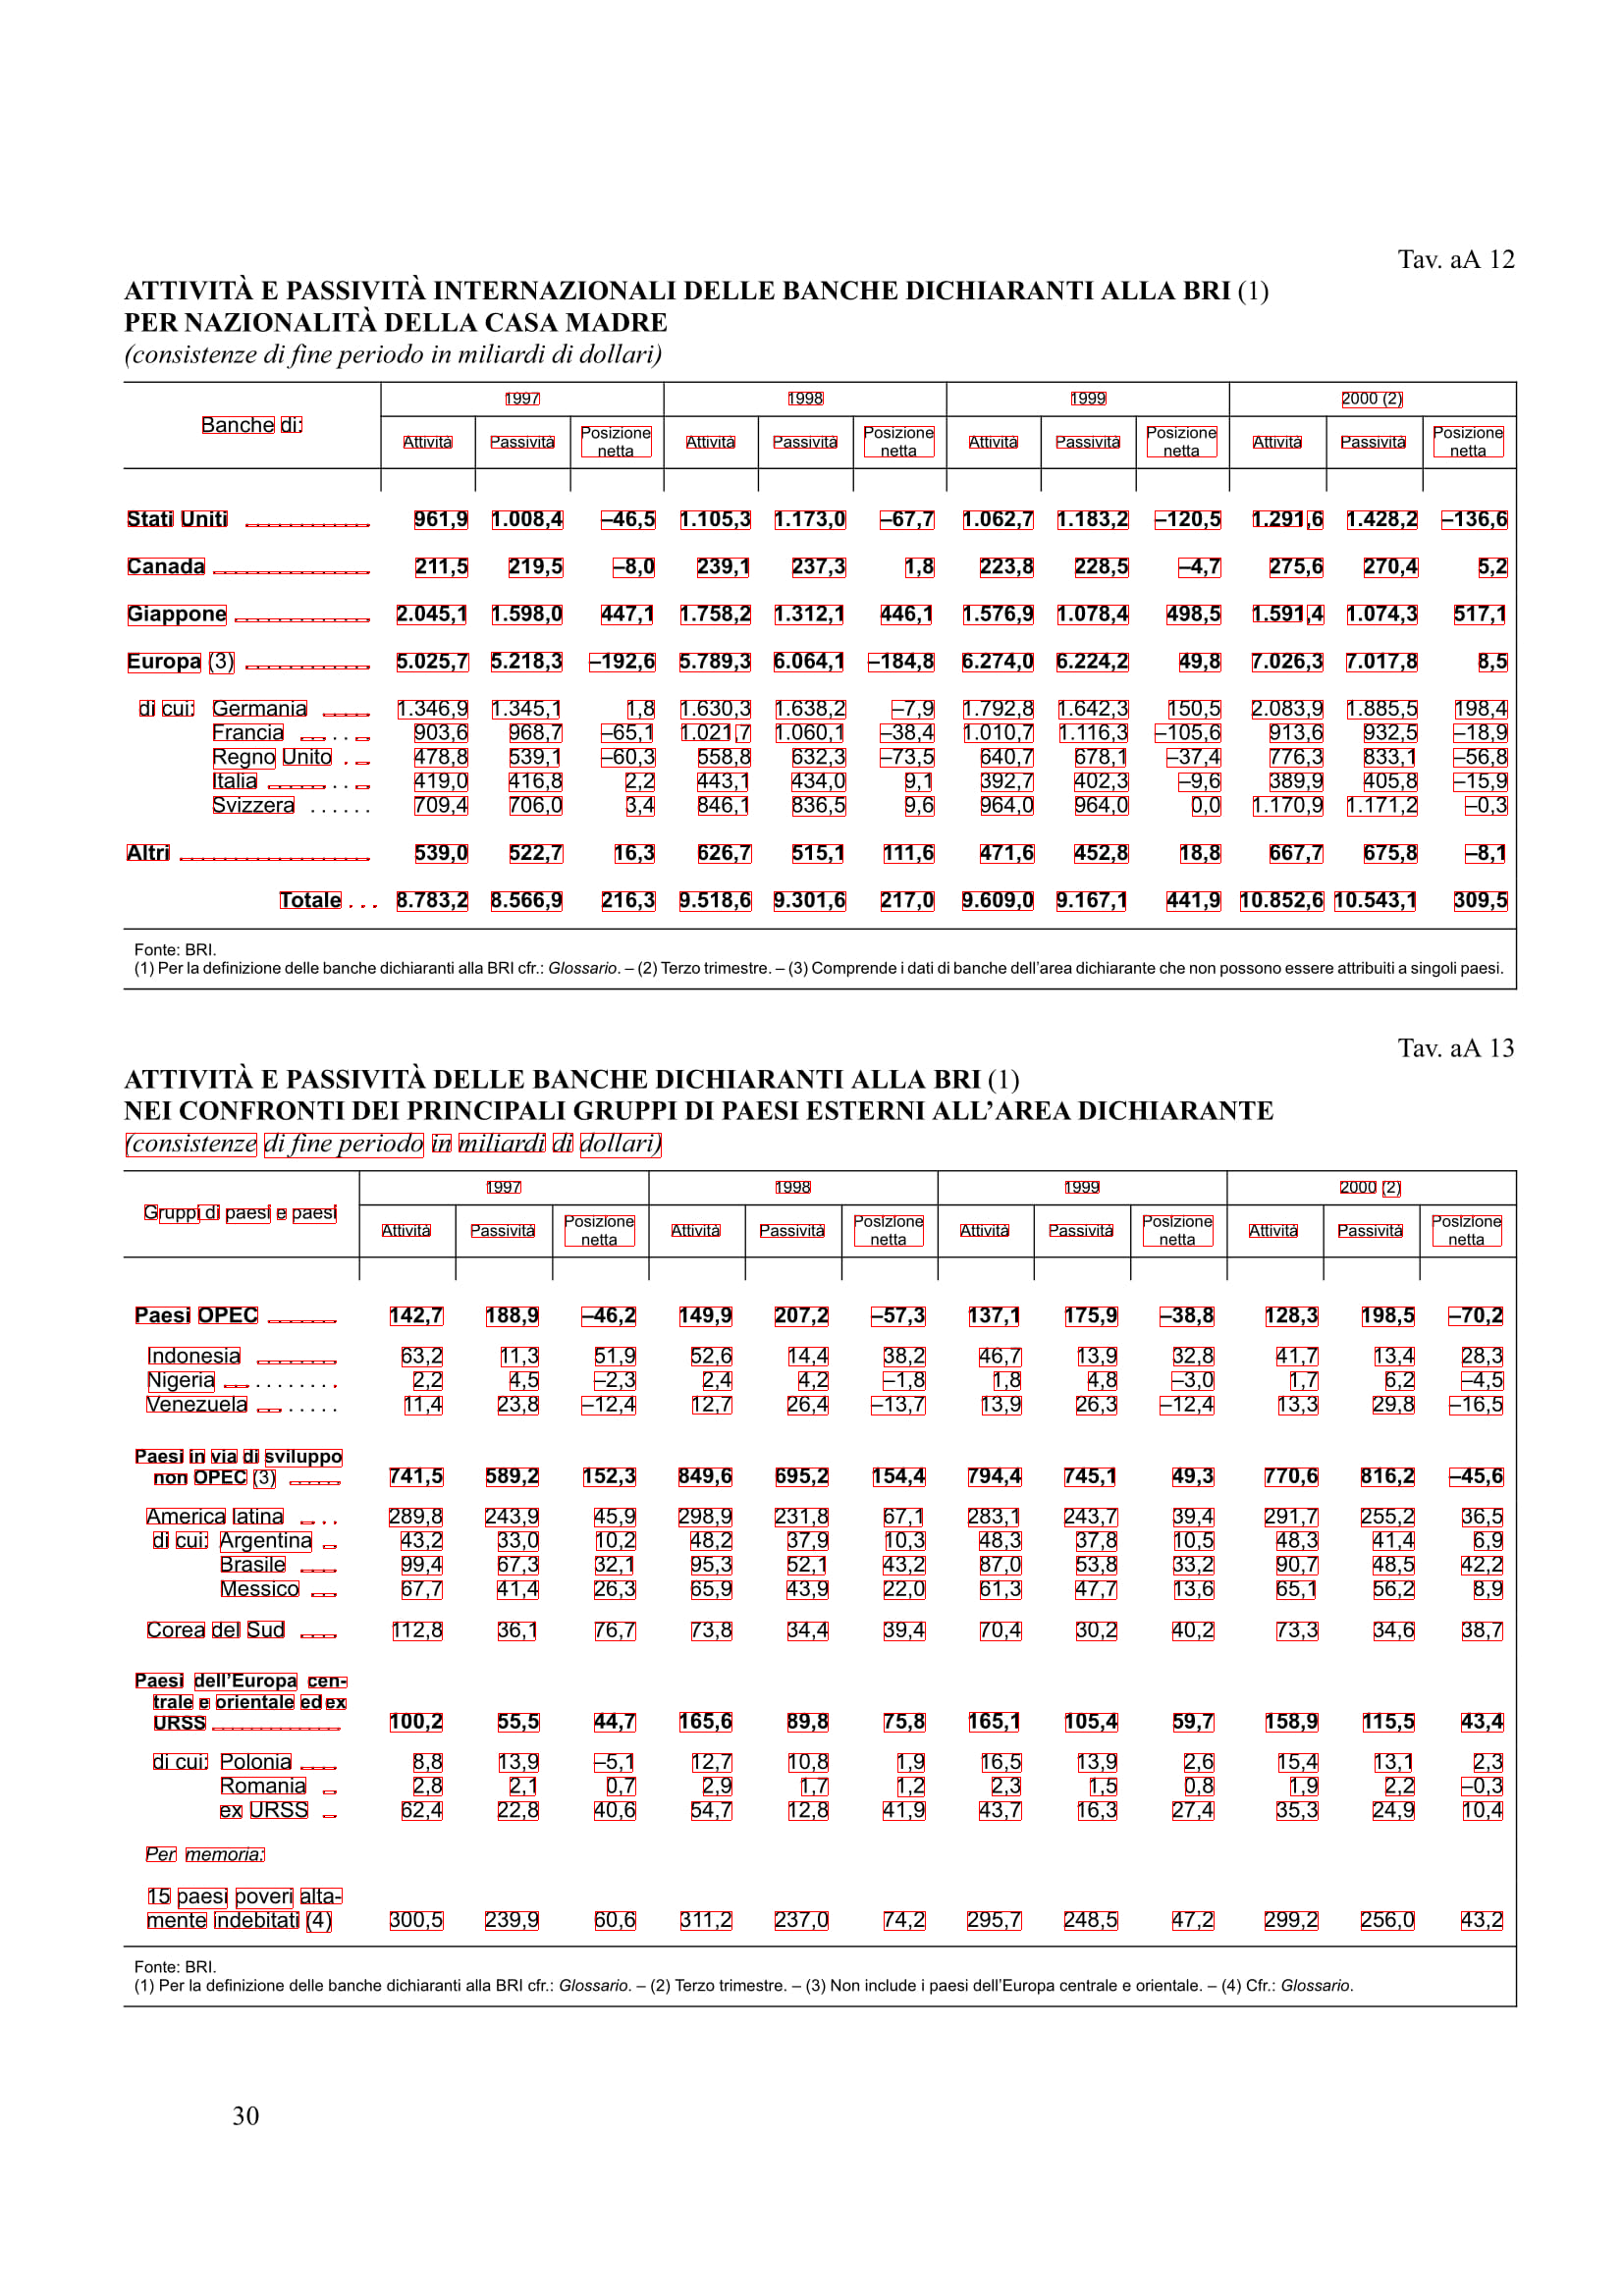 Tav. aA 12
ATTIVITÀ E PASSIVITÀ INTERNAZIONALI DELLE BANCHE DICHIARANTI ALLA BRI (1)
PER NAZIONALITÀ DELLA CASA MADRE
(consistenze di fine periodo in miliardi di dollari)
Banche di: 1997 1998 1999 2000 (2)
Attività Passività Posizione netta Attività Passività Posizione netta Attività Passività Posizione netta Attività Passività Posizione netta
Stati Uniti 961,9 1.008,4 –46,5 1.105,3 1.173,0 –67,7 1.062,7 1.183,2 –120,5 1.291,6 1.428,2 –136,6
Canada 211,5 219,5 –8,0 239,1 237,3 1,8 223,8 228,5 –4,7 275,6 270,4 5,2
Giappone 2.045,1 1.598,0 447,1 1.758,2 1.312,1 446,1 1.576,9 1.078,4 498,5 1.591,4 1.074,3 517,1
Europa (3) 5.025,7 5.218,3 –192,6 5.789,3 6.064,1 –184,8 6.274,0 6.224,2 49,8 7.026,3 7.017,8 8,5
di cui: Germania 1.346,9 1.345,1 1,8 1.630,3 1.638,2 –7,9 1.792,8 1.642,3 150,5 2.083,9 1.885,5 198,4
Francia 903,6 968,7 –65,1 1.021,7 1.060,1 –38,4 1.010,7 1.116,3 –105,6 913,6 932,5 –18,9
Regno Unito 478,8 539,1 –60,3 558,8 632,3 –73,5 640,7 678,1 –37,4 776,3 833,1 –56,8
Italia 419,0 416,8 2,2 443,1 434,0 9,1 392,7 402,3 –9,6 389,9 405,8 –15,9
Svizzera 709,4 706,0 3,4 846,1 836,5 9,6 964,0 964,0 0,0 1.170,9 1.171,2 –0,3
Altri 539,0 522,7 16,3 626,7 515,1 111,6 471,6 452,8 18,8 667,7 675,8 –8,1
Totale . . . 8.783,2 8.566,9 216,3 9.518,6 9.301,6 217,0 9.609,0 9.167,1 441,9 10.852,6 10.543,1 309,5
Fonte: BRI.
(1) Per la definizione delle banche dichiaranti alla BRI cfr.: Glossario. – (2) Terzo trimestre. – (3) Comprende i dati di banche dell'area dichiarante che non possono essere attribuiti a singoli paesi.
Tav. aA 13
ATTIVITÀ E PASSIVITÀ DELLE BANCHE DICHIARANTI ALLA BRI (1)
NEI CONFRONTI DEI PRINCIPALI GRUPPI DI PAESI ESTERNI ALL'AREA DICHIARANTE
(consistenze di fine periodo in miliardi di dollari)
Gruppi di paesi e paesi 1997 1998 1999 2000 (2)
Attività Passività Posizione netta Attività Passività Posizione netta Attività Passività Posizione netta Attività Passività Posizione netta
Paesi OPEC 142,7 188,9 –46,2 149,9 207,2 –57,3 137,1 175,9 –38,8 128,3 198,5 –70,2
Indonesia 63,2 11,3 51,9 52,6 14,4 38,2 46,7 13,9 32,8 41,7 13,4 28,3
Nigeria 2,2 4,5 –2,3 2,4 4,2 –1,8 1,8 4,8 –3,0 1,7 6,2 –4,5
Venezuela 11,4 23,8 –12,4 12,7 26,4 –13,7 13,9 26,3 –12,4 13,3 29,8 –16,5
Paesi in via di sviluppo
non OPEC (3) 741,5 589,2 152,3 849,6 695,2 154,4 794,4 745,1 49,3 770,6 816,2 –45,6
America latina 289,8 243,9 45,9 298,9 231,8 67,1 283,1 243,7 39,4 291,7 255,2 36,5
di cui: Argentina 43,2 33,0 10,2 48,2 37,9 10,3 48,3 37,8 10,5 48,3 41,4 6,9
Brasile 99,4 67,3 32,1 95,3 52,1 43,2 87,0 53,8 33,2 90,7 48,5 42,2
Messico 67,7 41,4 26,3 65,9 43,9 22,0 61,3 47,7 13,6 65,1 56,2 8,9
Corea del Sud 112,8 36,1 76,7 73,8 34,4 39,4 70,4 30,2 40,2 73,3 34,6 38,7
Paesi dell'Europa cen-
trale e orientale ed ex
URSS 100,2 55,5 44,7 165,6 89,8 75,8 165,1 105,4 59,7 158,9 115,5 43,4
di cui: Polonia 8,8 13,9 –5,1 12,7 10,8 1,9 16,5 13,9 2,6 15,4 13,1 2,3
Romania 2,8 2,1 0,7 2,9 1,7 1,2 2,3 1,5 0,8 1,9 2,2 –0,3
ex URSS 62,4 22,8 40,6 54,7 12,8 41,9 43,7 16,3 27,4 35,3 24,9 10,4
Per memoria:
15 paesi poveri alta-
mente indebitati (4) 300,5 239,9 60,6 311,2 237,0 74,2 295,7 248,5 47,2 299,2 256,0 43,2
Fonte: BRI.
(1) Per la definizione delle banche dichiaranti alla BRI cfr.: Glossario. – (2) Terzo trimestre. – (3) Non include i paesi dell'Europa centrale e orientale. – (4) Cfr.: Glossario.
30